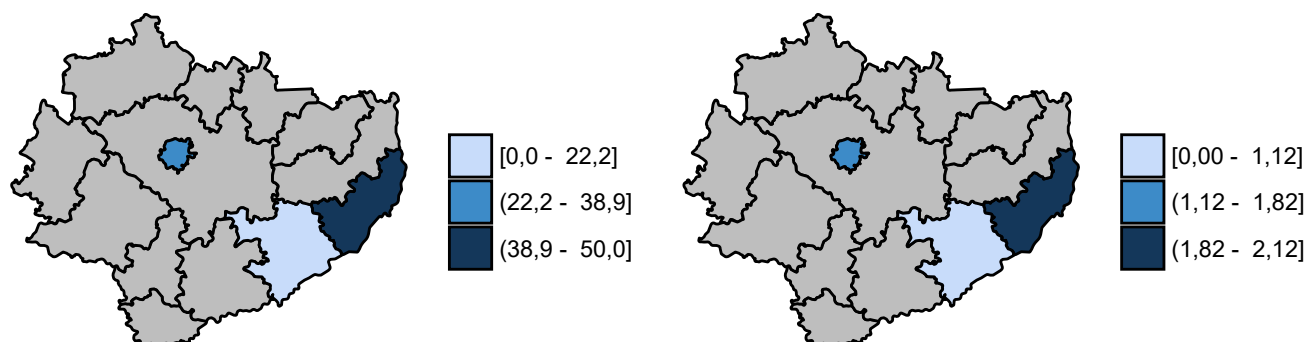 [0,0 - 22,2]
(22,2 - 38,9]
(38,9 - 50,0]
[0,00 - 1,12]
(1,12 - 1,82]
(1,82 - 2,12]